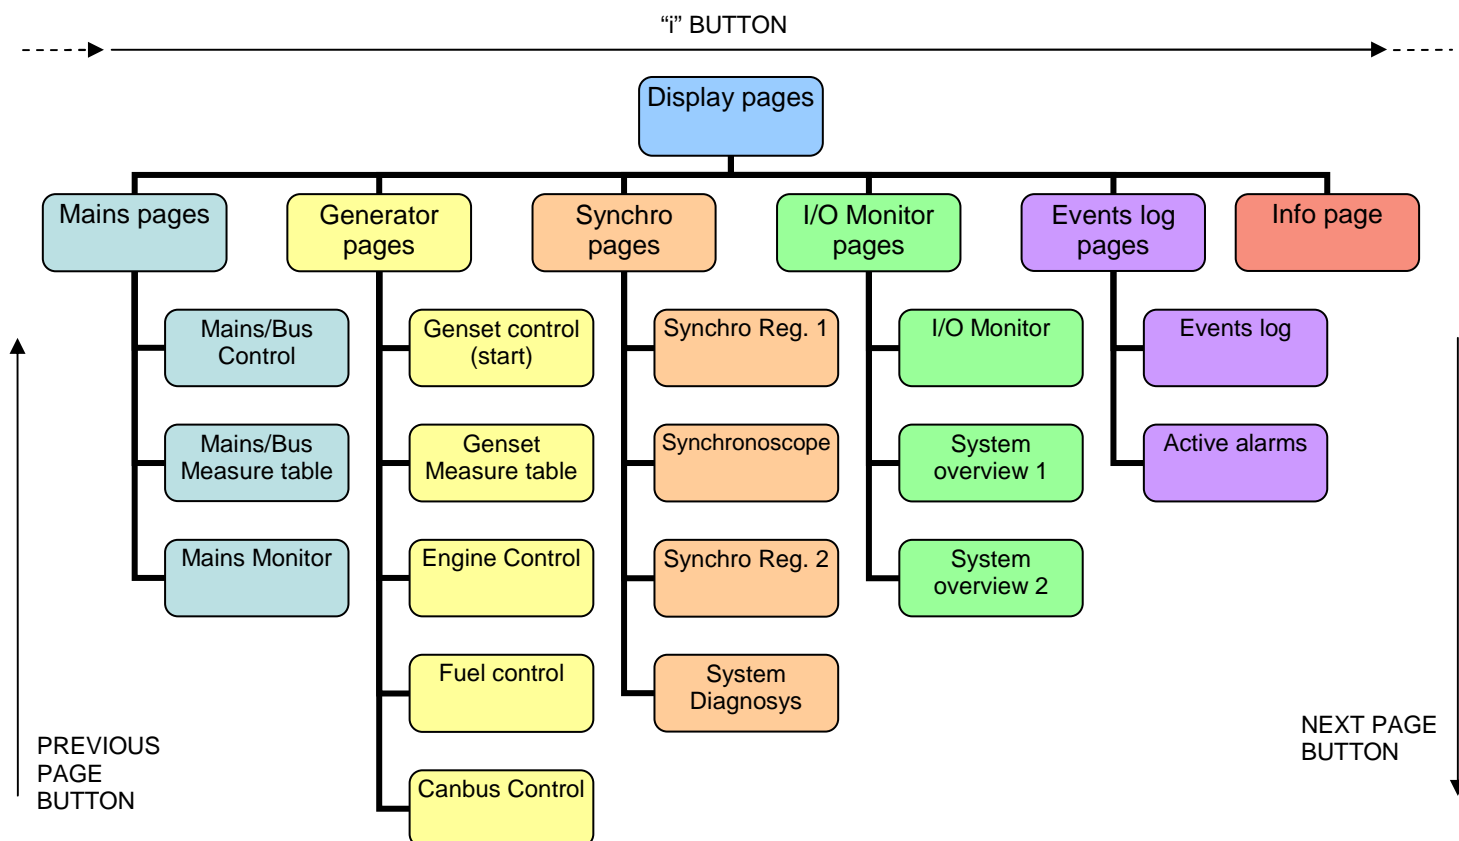 “i” BUTTON
Display pages
Mains pages
Generator
pages
Synchro
pages
I/O Monitor
pages
Events log
pages
Info page
Mains/Bus
Control
Genset control
(start)
Synchro Reg. 1
I/O Monitor
Events log
Mains/Bus
Measure table
Genset
Measure table
Synchronoscope
System
overview 1
Active alarms
Mains Monitor
Engine Control
Synchro Reg. 2
System
overview 2
Fuel control
System
Diagnosys
Canbus Control
PREVIOUS
PAGE
BUTTON
NEXT PAGE
BUTTON